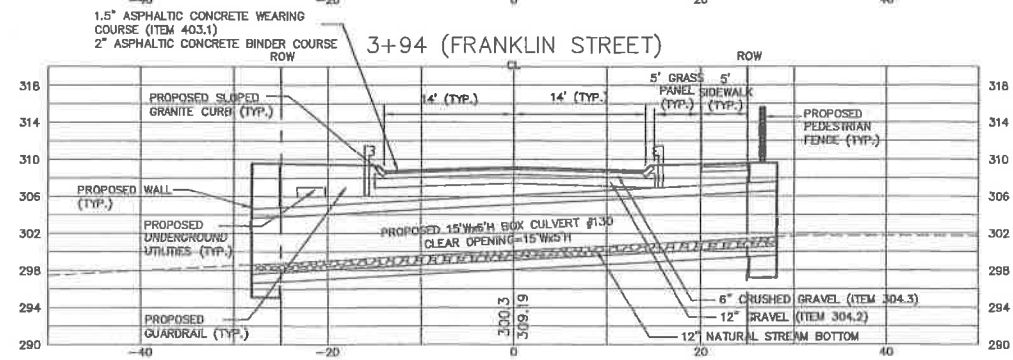 -40 -20 0 20 40
1.5" ASPHALTIC CONCRETE WEARING
COURSE (ITEM 403.1)
2" ASPHALTIC CONCRETE BINDER COURSE
3+94 (FRANKLIN STREET)
ROW
CL
ROW
318
314
310
306
302
298
294
290
318
314
310
306
302
298
294
290
PROPOSED SLOPED
GRANITE CURB (TYP.)
14' (TYP.)
14' (TYP.)
5' GRASS
PANEL
(TYP.)
5'
SIDEWALK
(TYP.)
PROPOSED
PEDESTRIAN
FENCE (TYP.)
PROPOSED WALL
(TYP.)
PROPOSED
UNDERGROUND
UTILITIES (TYP.)
PROPOSED 15'Wx6'H BOX CULVERT #130
CLEAR OPENING=15'Wx5'H
PROPOSED
GUARDRAIL (TYP.)
300.3
309.19
6" CRUSHED GRAVEL (ITEM 304.3)
12" GRAVEL (ITEM 304.2)
12" NATURAL STREAM BOTTOM
-40 -20 0 20 40